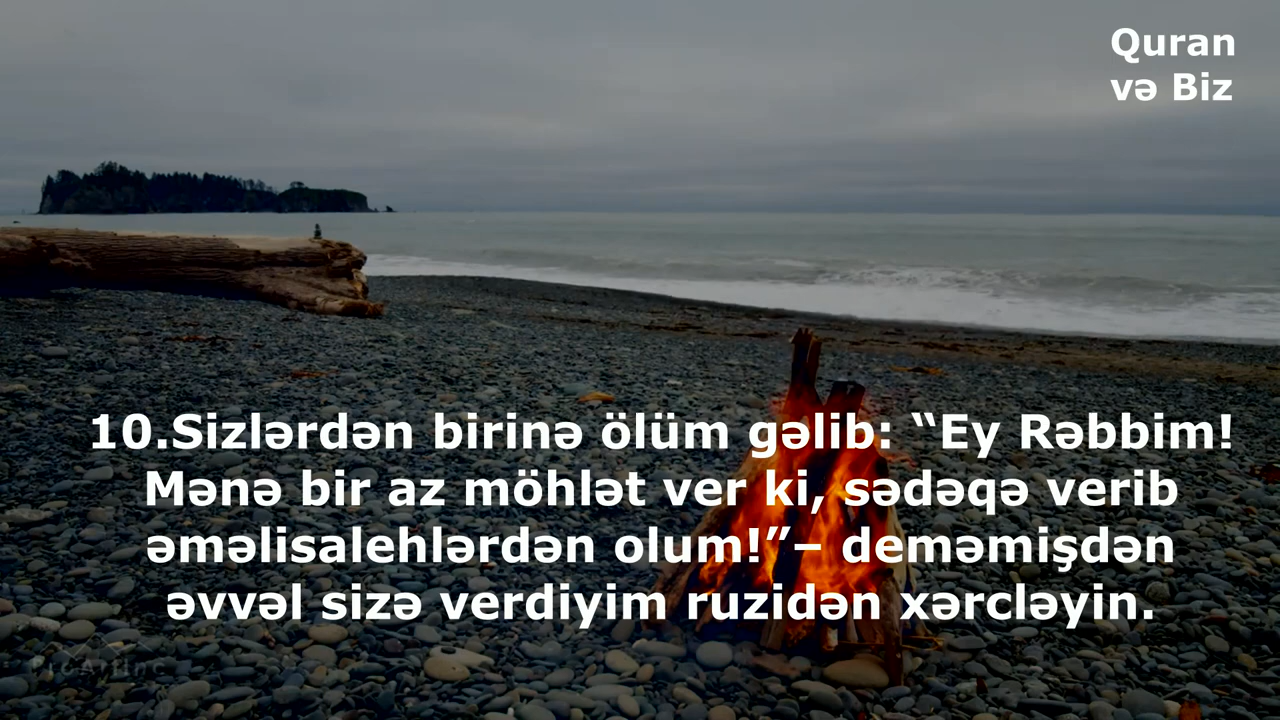 Quran
və Biz
10.Sizlərdən birinə ölüm gəlib: “Ey Rəbbim!
Mənə bir az möhlət ver ki, sədəqə verib
əməlisalehlərdən olum!”– deməmişdən
əvvəl sizə verdiyim ruzidən xərcləyin.
ProArtInc